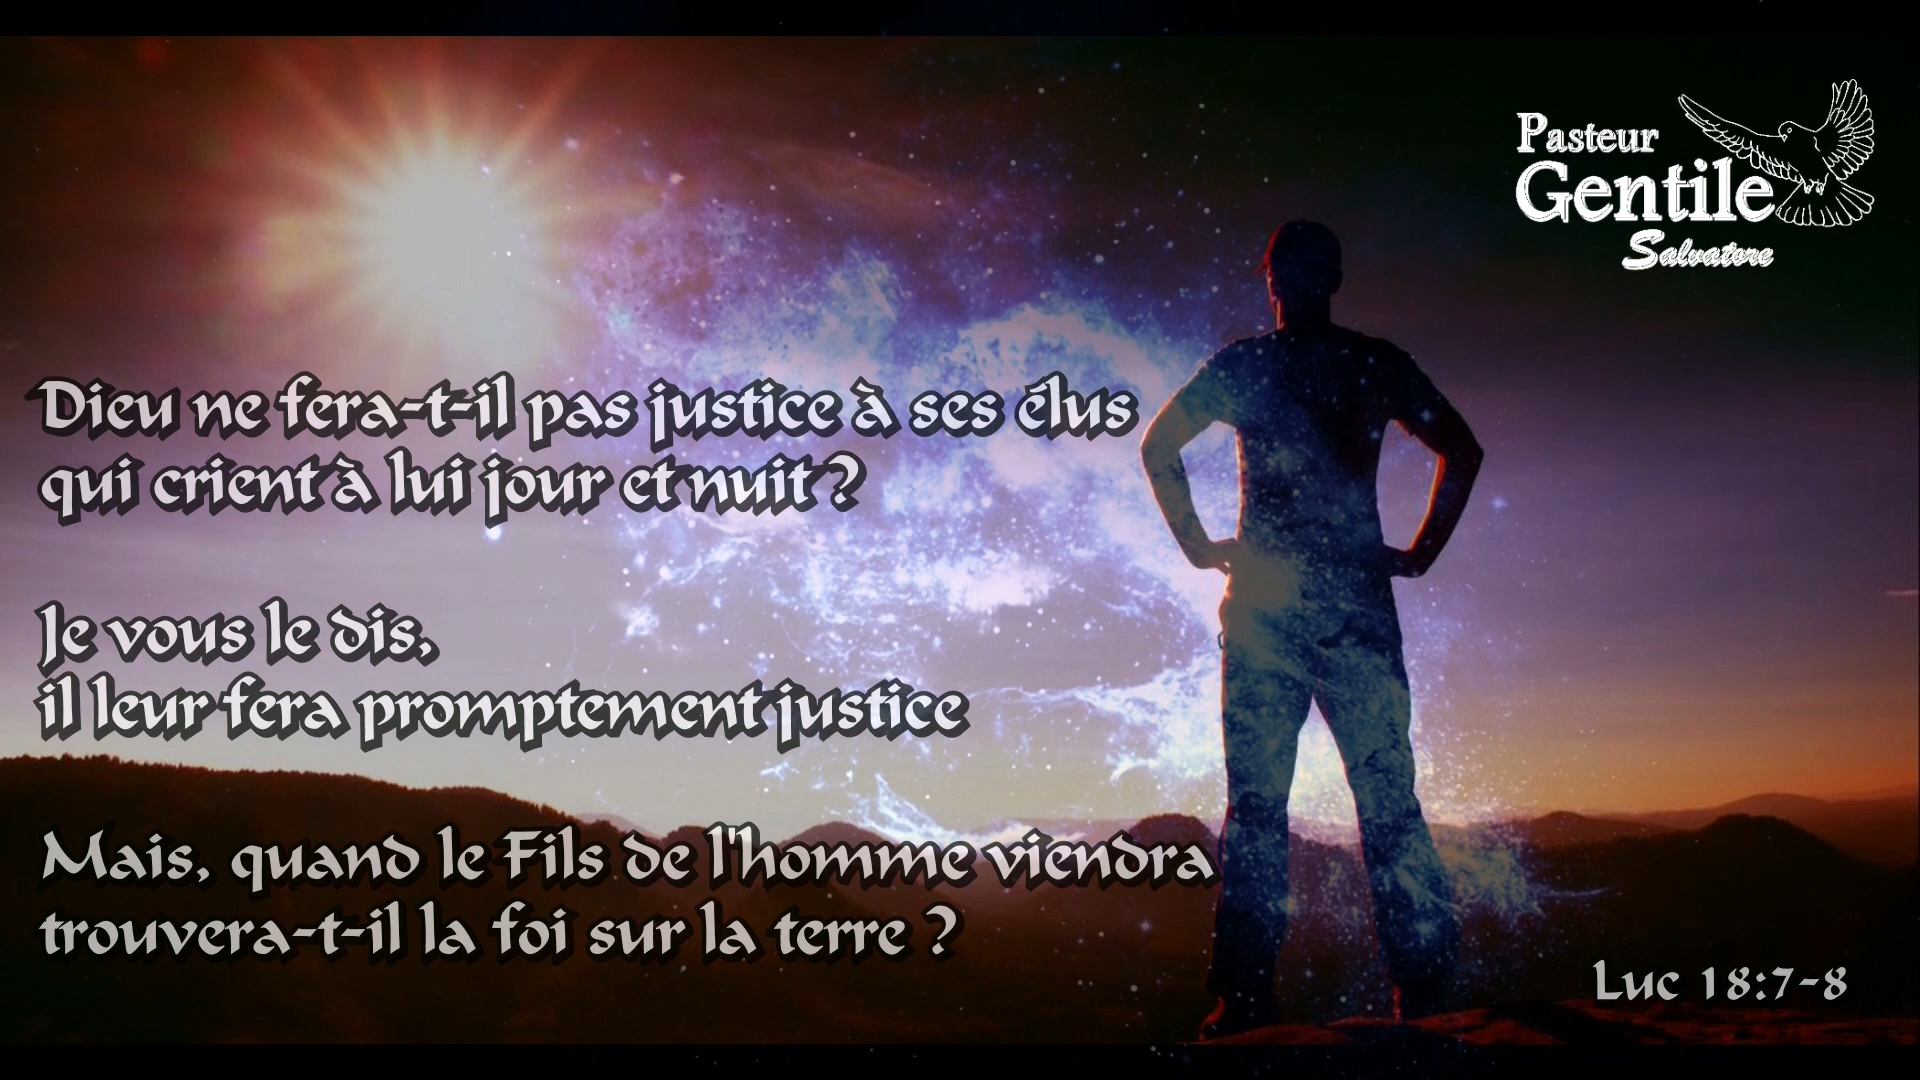 Pasteur
Gentile
Salvatore
Dieu ne fera-t-il pas justice à ses élus
qui crient à lui jour et nuit ?
Je vous le dis,
il leur fera promptement justice
Mais, quand le Fils de l'homme viendra
trouvera-t-il la foi sur la terre ?
Luc 18:7-8